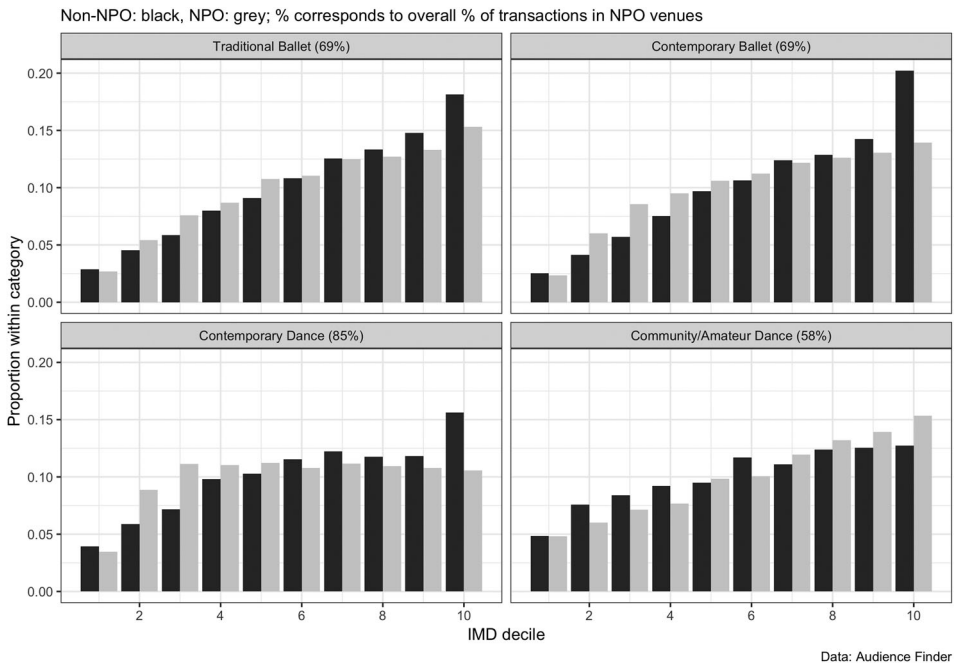 Non-NPO: black, NPO: grey; % corresponds to overall % of transactions in NPO venues
Traditional Ballet (69%)
Contemporary Ballet (69%)
0.20
0.15
0.10
0.05
0.00
Contemporary Dance (85%)
Community/Amateur Dance (58%)
0.20
0.15
0.10
0.05
0.00
Proportion within category
2 4 6 8 10
2 4 6 8 10
IMD decile
Data: Audience Finder